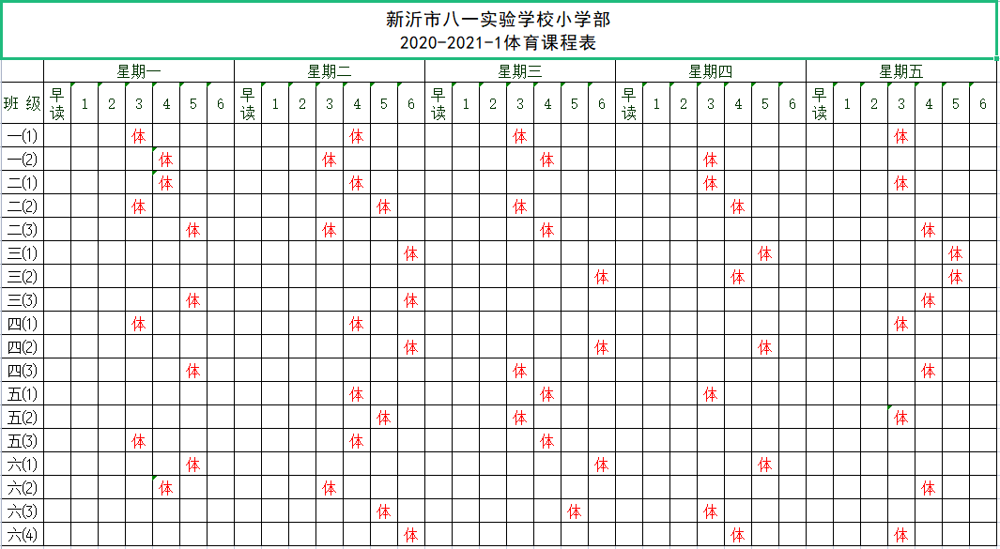 新沂市八一实验学校小学部
2020-2021-1体育课程表
星期一 星期二 星期三 星期四 星期五
班 级 早读 1 2 3 4 5 6 早读 1 2 3 4 5 6 早读 1 2 3 4 5 6 早读 1 2 3 4 5 6 早读 1 2 3 4 5 6
一(1) 体 体 体 体
一(2) 体 体 体 体
二(1) 体 体 体 体
二(2) 体 体 体 体
二(3) 体 体 体 体
三(1) 体 体 体
三(2) 体 体 体
三(3) 体 体 体
四(1) 体 体 体
四(2) 体 体 体
四(3) 体 体 体
五(1) 体 体 体
五(2) 体 体 体
五(3) 体 体 体
六(1) 体 体 体
六(2) 体 体 体
六(3) 体 体 体
六(4) 体 体 体